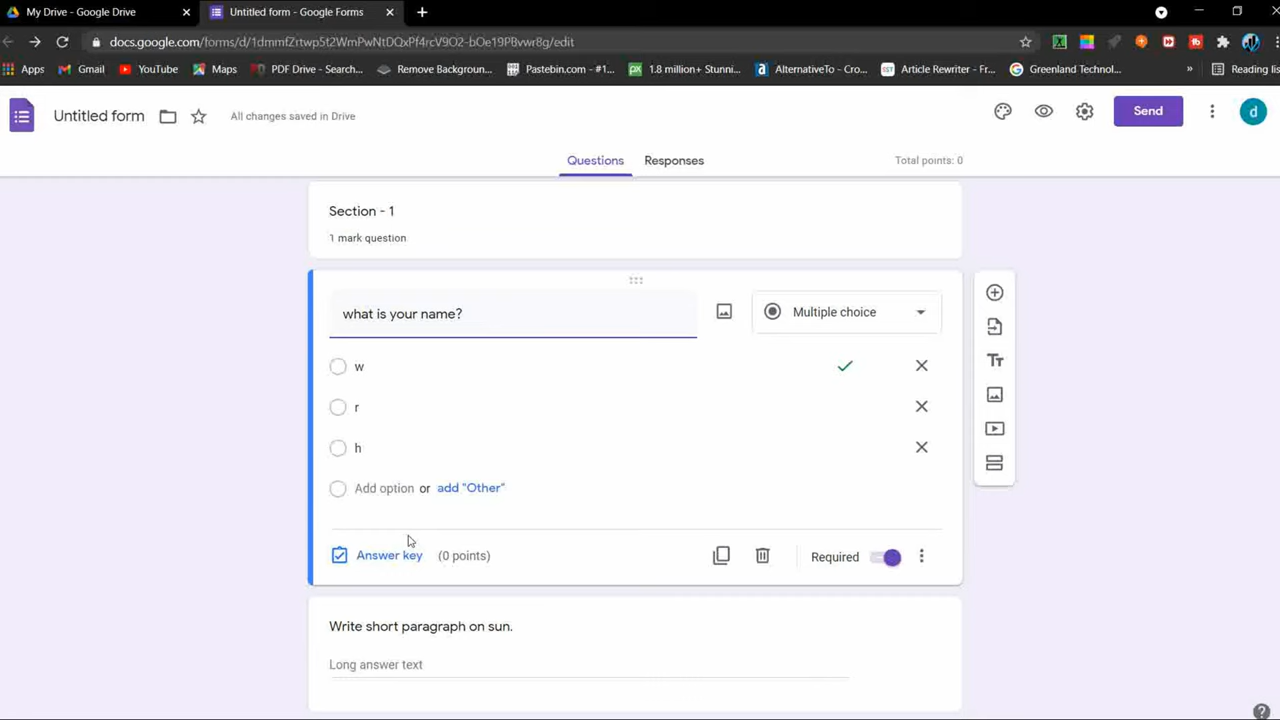 My Drive - Google Drive
Untitled form - Google Forms
docs.google.com/forms/d/1dmmfZrtwp5t2WmPwNtDQxPf4rcV9O2-bOe19PBvwr8g/edit
Apps
Gmail
YouTube
Maps
PDF Drive - Search...
Remove Backgroun...
Pastebin.com - #1...
1.8 million+ Stunni...
AlternativeTo - Cro...
Article Rewriter - Fr...
Greenland Technol...
»
Reading list
Untitled form
All changes saved in Drive
Send
d
Questions
Responses
Total points: 0
Section - 1
1 mark question
what is your name?
Multiple choice
w
r
h
Add option or add "Other"
Answer key (0 points)
Required
Write short paragraph on sun.
Long answer text